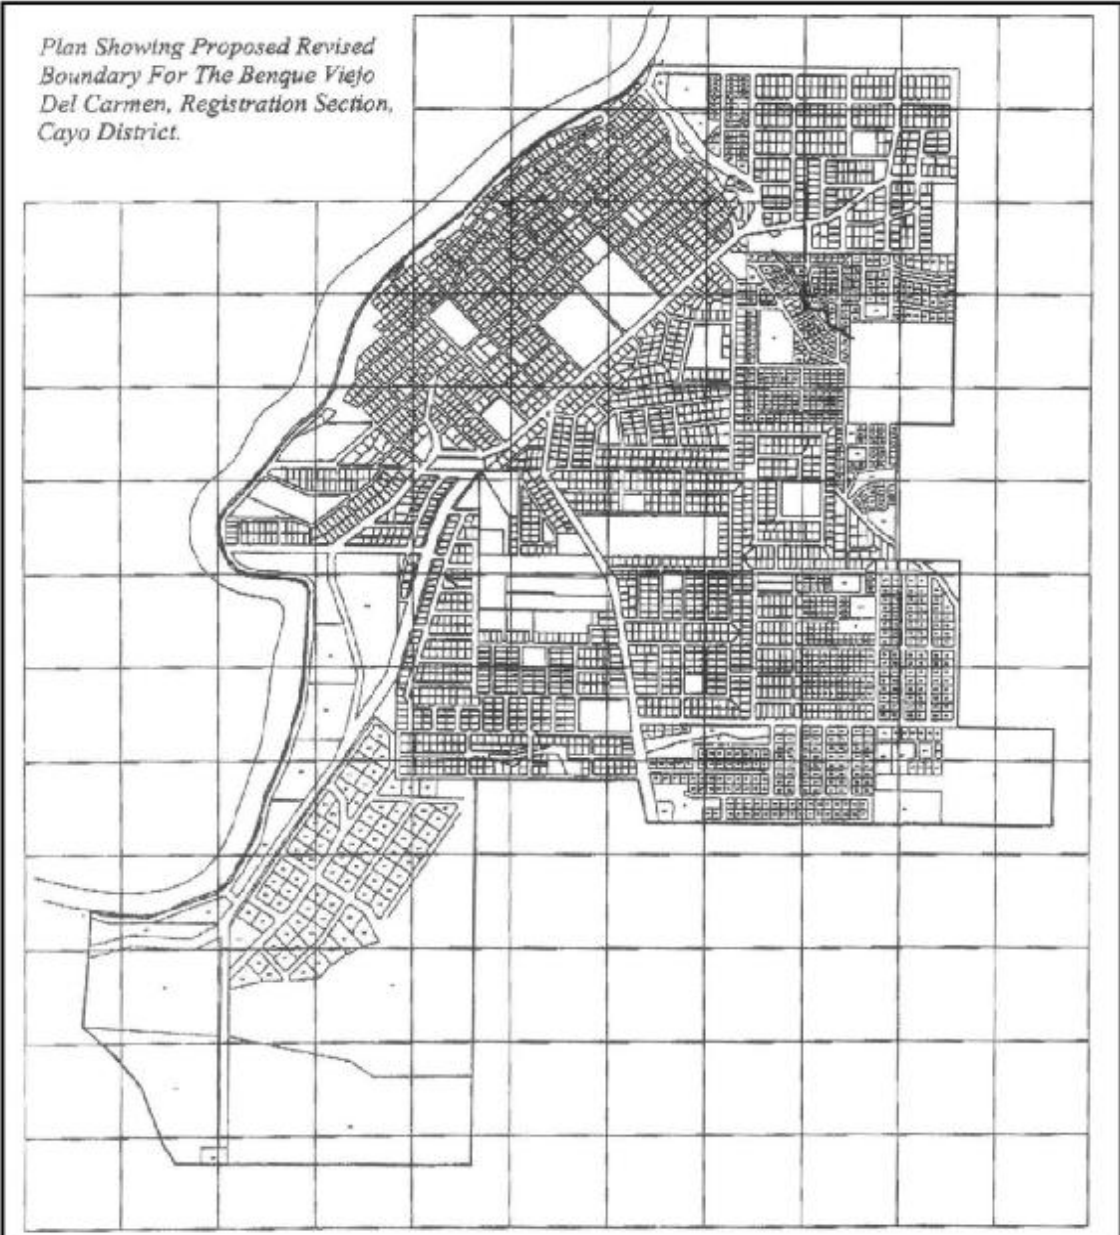 Plan Showing Proposed Revised
Boundary For The Benque Viejo
Del Carmen, Registration Section,
Cayo District.